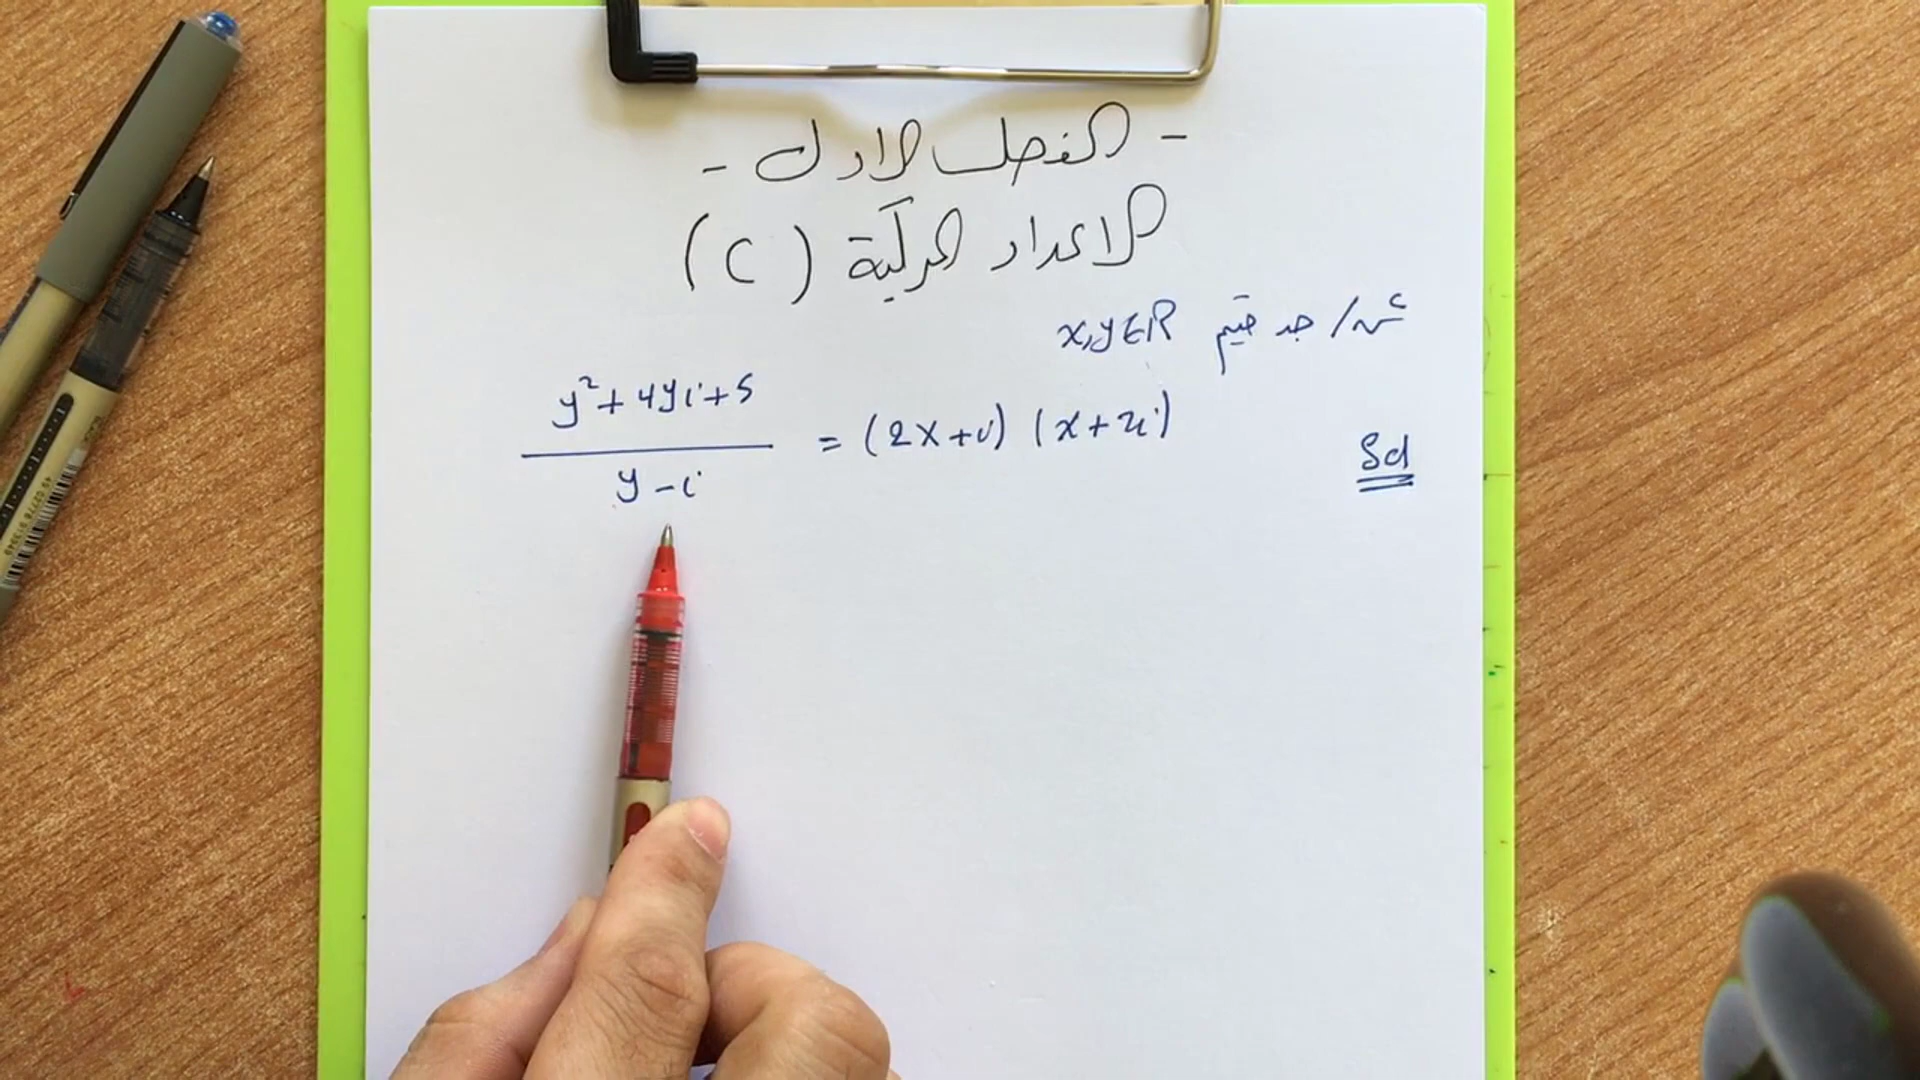 - الفصل الاول -
الاعداد المركبة (C)
س/ جد قيم x,y∈R
y²+4yi+5
= (2x+i) (x+2i)
y-i
Sol